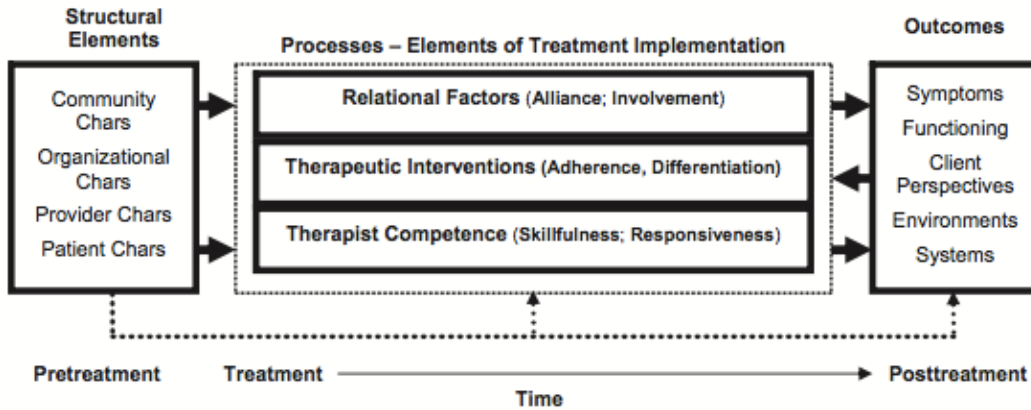 Structural
Elements
Processes – Elements of Treatment Implementation
Outcomes
Community
Chars
Organizational
Chars
Provider Chars
Patient Chars
Relational Factors (Alliance; Involvement)
Therapeutic Interventions (Adherence, Differentiation)
Therapist Competence (Skillfulness; Responsiveness)
Symptoms
Functioning
Client
Perspectives
Environments
Systems
Pretreatment
Treatment
Time
Posttreatment